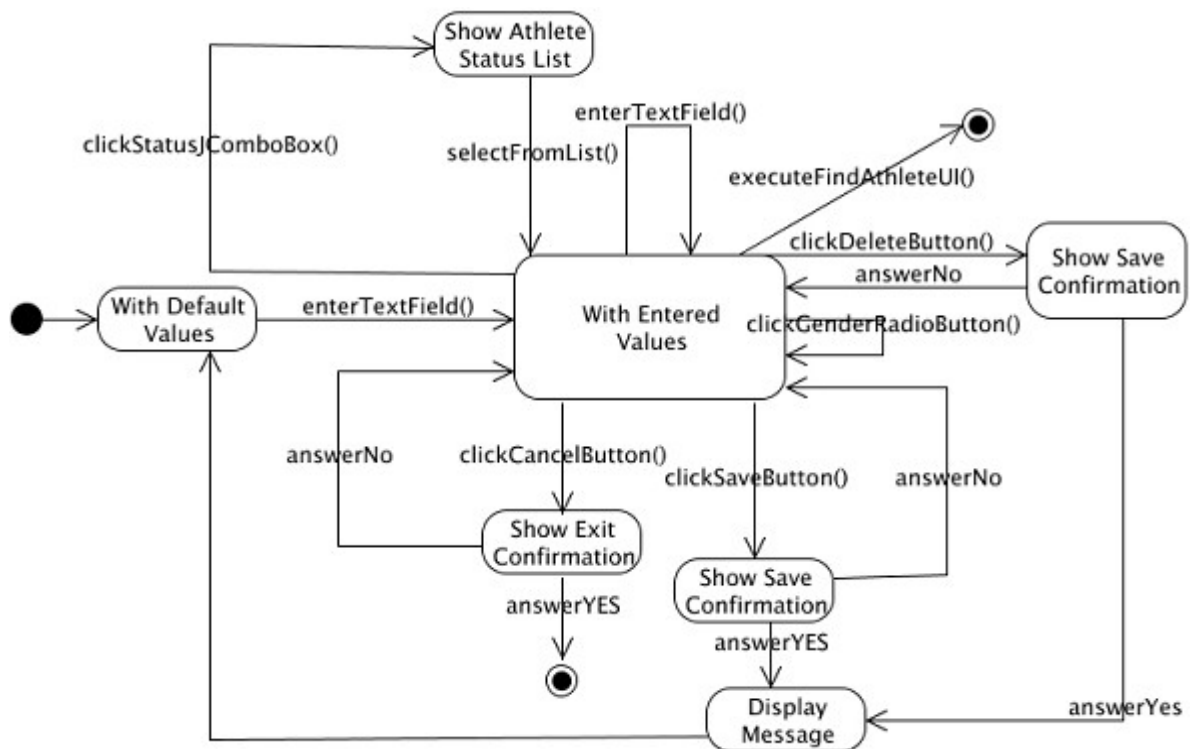 Show Athlete
Status List
enterTextField()
clickStatusJComboBox()
selectFromList()
executeFindAthleteUI()
clickDeleteButton()
Show Save
Confirmation
answerNo
With Default
Values
enterTextField()
With Entered
Values
clickGenderRadioButton()
answerNo
clickCancelButton()
clickSaveButton()
answerNo
Show Exit
Confirmation
Show Save
Confirmation
answerYES
answerYES
Display
Message
answerYes